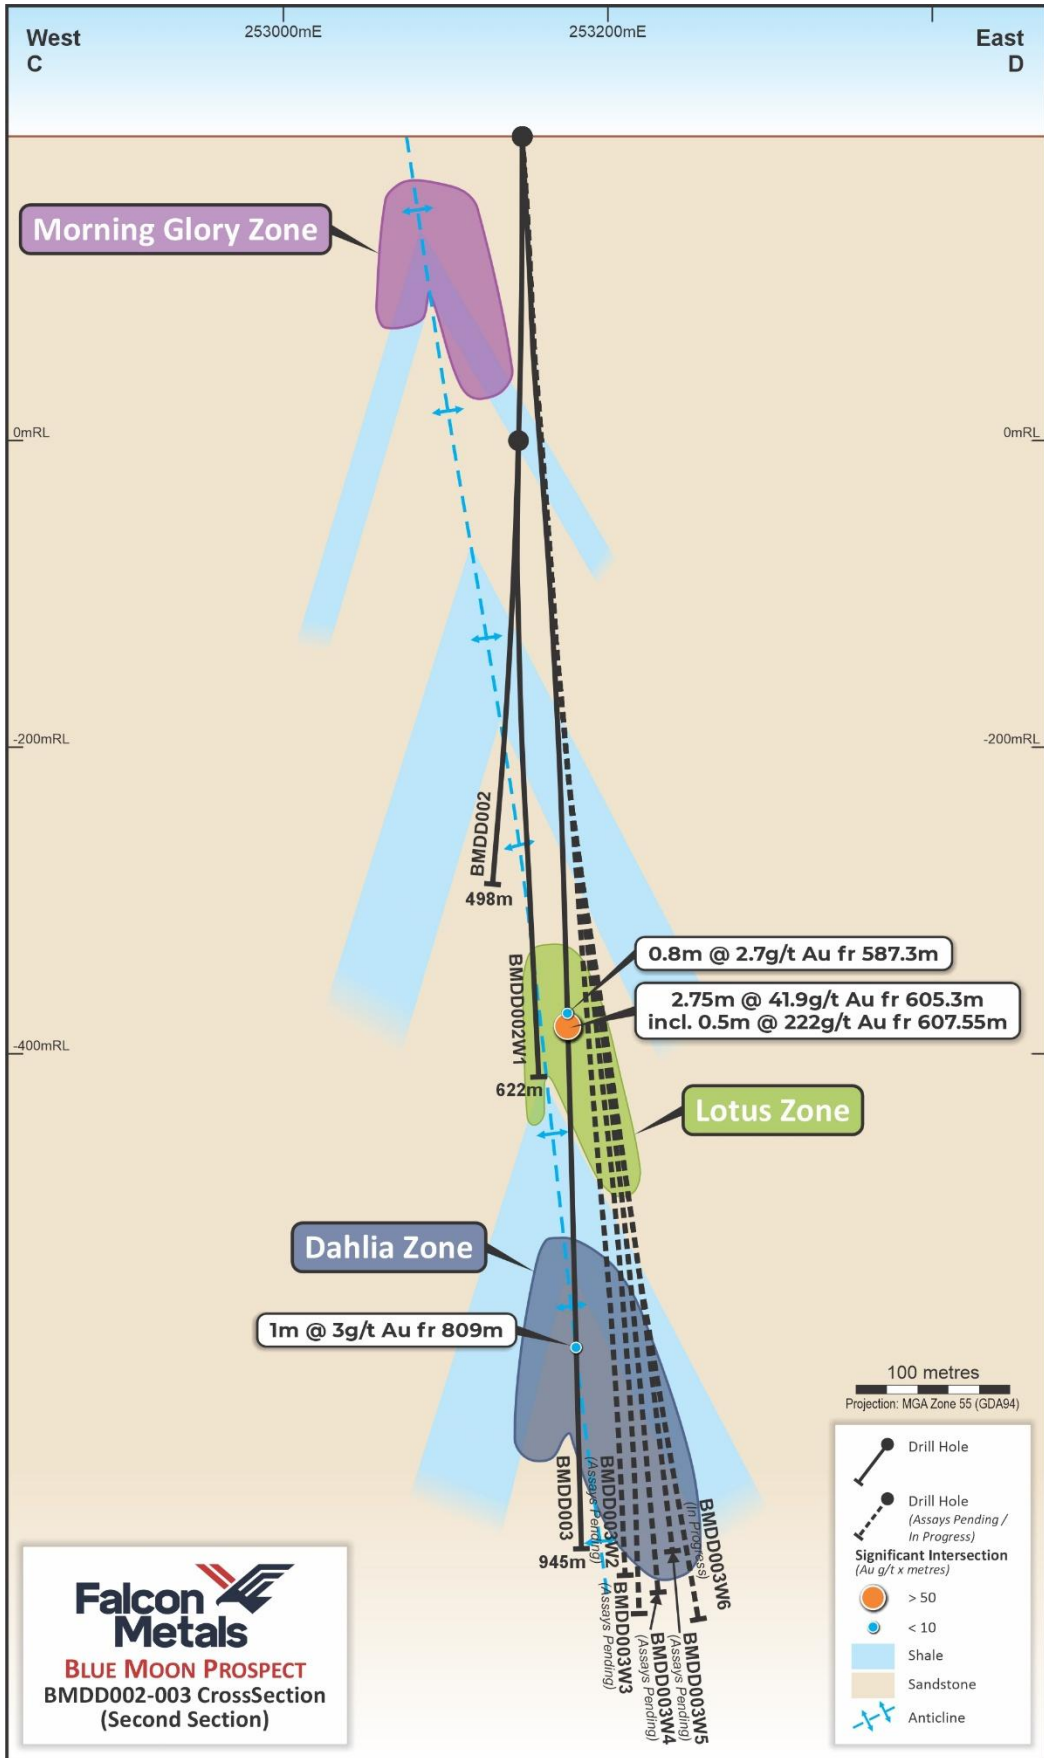 253000mE
253200mE
West
C
East
D
Morning Glory Zone
0mRL
0mRL
-200mRL
-200mRL
BMDD002
498m
0.8m @ 2.7g/t Au fr 587.3m
2.75m @ 41.9g/t Au fr 605.3m
incl. 0.5m @ 222g/t Au fr 607.55m
BMDD002W1
-400mRL
622m
Lotus Zone
Dahlia Zone
1m @ 3g/t Au fr 809m
BMDD003
945m
BMDD003W2
(Assays Pending)
BMDD003W3
(Assays Pending)
BMDD003W4
(Assays Pending)
BMDD003W5
(Assays Pending)
BMDD003W6
(In Progress)
100 metres
Projection: MGA Zone 55 (GDA94)
Drill Hole
Drill Hole
(Assays Pending /
In Progress)
Significant Intersection
(Au g/t x metres)
> 50
< 10
Shale
Sandstone
Anticline
Falcon
Metals
BLUE MOON PROSPECT
BMDD002-003 CrossSection
(Second Section)